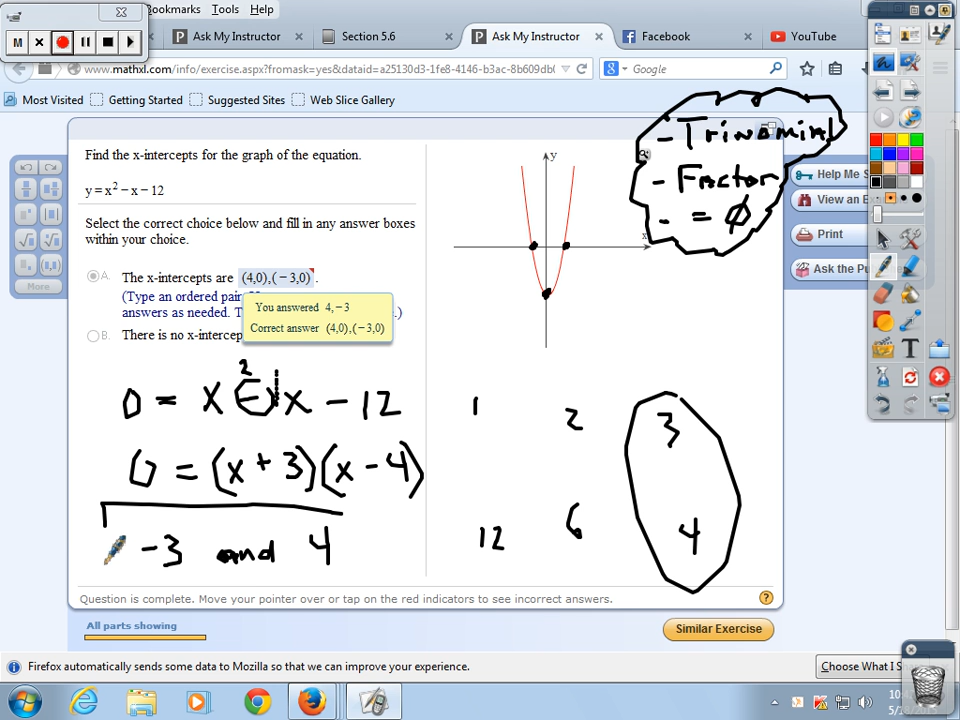 M
Bookmarks Tools Help
Ask My Instructor
Section 5.6
Ask My Instructor
Facebook
YouTube
www.mathxl.com/info/exercise.aspx?fromask=yes&dataid=a25130d3-1fe8-4146-b3ac-8b609db(
Google
Most Visited
Getting Started
Suggested Sites
Web Slice Gallery
- Trinomial
- Factor
- = 0
Find the x-intercepts for the graph of the equation.
y = x² − x − 12
Select the correct choice below and fill in any answer boxes
within your choice.
A. The x-intercepts are (4,0),(−3,0).
(Type an ordered pair.
answers as needed. T
.)
You answered 4,−3
Correct answer (4,0),(−3,0)
B. There is no x-intercep
y
x
More
Help Me S
View an E
Print
Ask the Pu
T
0 = x² − 1x − 12
0 = (x + 3)(x − 4)
-3 and 4
1 2 3
12 6 4
Question is complete. Move your pointer over or tap on the red indicators to see incorrect answers.
All parts showing
Similar Exercise
Firefox automatically sends some data to Mozilla so that we can improve your experience.
Choose What I S
10:
5/1